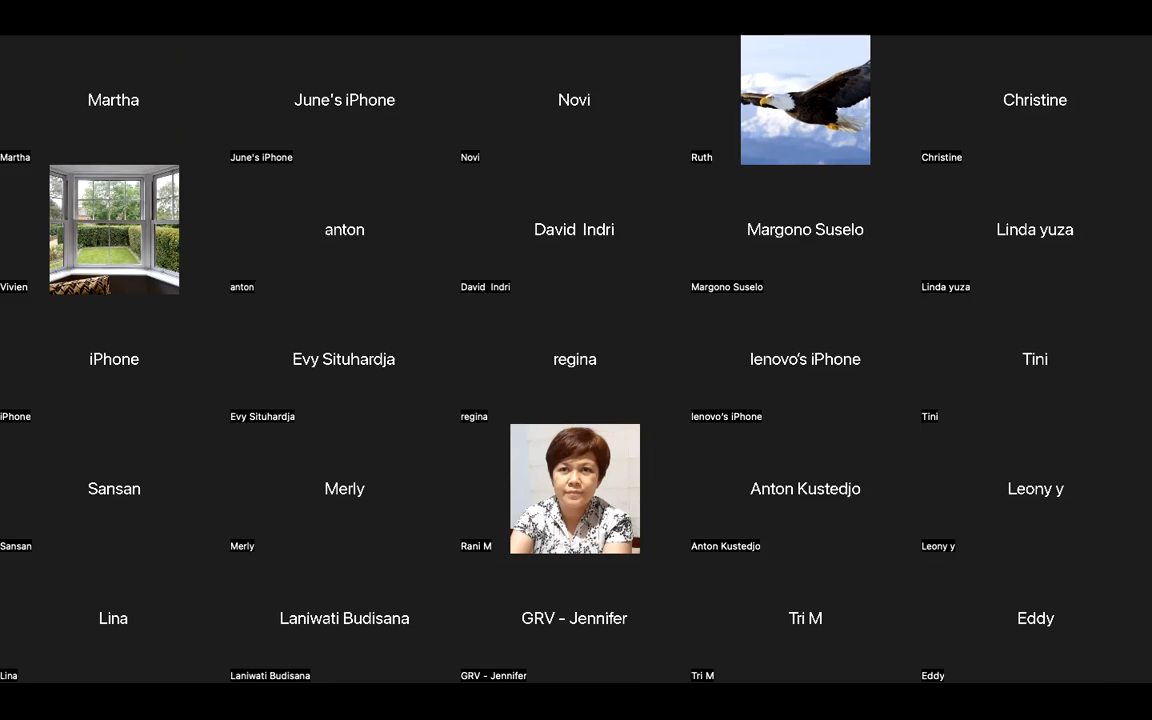 Martha
June's iPhone
Novi
Christine
Martha
June's iPhone
Novi
Ruth
Christine
anton
David  Indri
Margono Suselo
Linda yuza
Vivien
anton
David  Indri
Margono Suselo
Linda yuza
iPhone
Evy Situhardja
regina
lenovo’s iPhone
Tini
iPhone
Evy Situhardja
regina
lenovo’s iPhone
Tini
Sansan
Merly
Anton Kustedjo
Leony y
Sansan
Merly
Rani M
Anton Kustedjo
Leony y
Lina
Laniwati Budisana
GRV - Jennifer
Tri M
Eddy
Lina
Laniwati Budisana
GRV - Jennifer
Tri M
Eddy